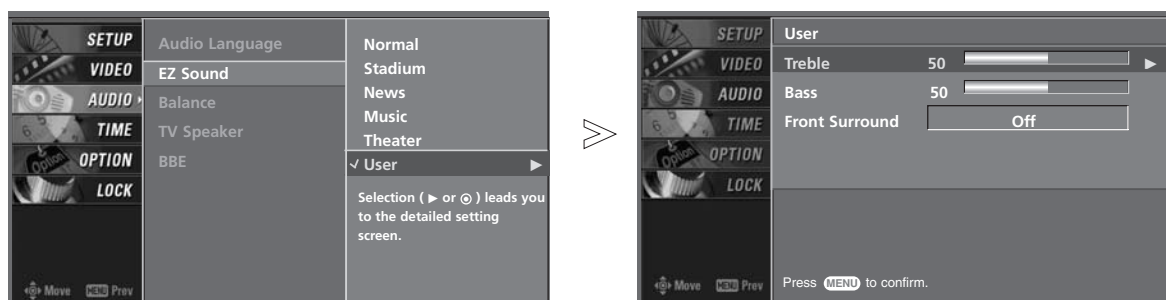 SETUP
VIDEO
AUDIO
TIME
OPTION
LOCK
Move MENU Prev
Audio Language
EZ Sound
Balance
TV Speaker
BBE
Normal
Stadium
News
Music
Theater
✓ User ▶
Selection ( ▶ or ◉ ) leads you
to the detailed setting
screen.
SETUP
VIDEO
AUDIO
TIME
OPTION
LOCK
Move MENU Prev
User
Treble 50 ▶
Bass 50
Front Surround Off
Press MENU to confirm.